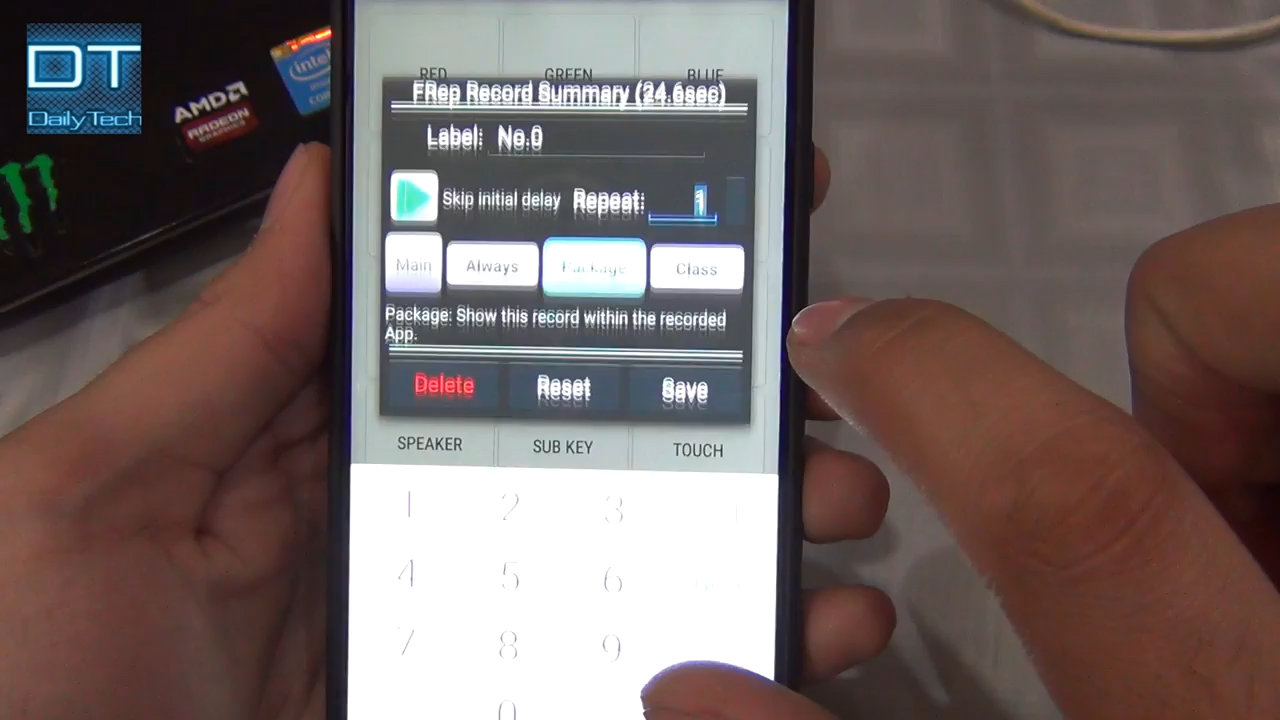 DT
DailyTech
AMD
RADEON
GRAPHICS
intel
RED GREEN BLUE
FRep Record Summary (24.6sec)
Label: No.0
Skip initial delay Repeat: 1
Main Always Package Class
Package: Show this record within the recorded
App.
Delete Reset Save
SPEAKER SUB KEY TOUCH
1 2 3
4 5 6
7 8 9
0